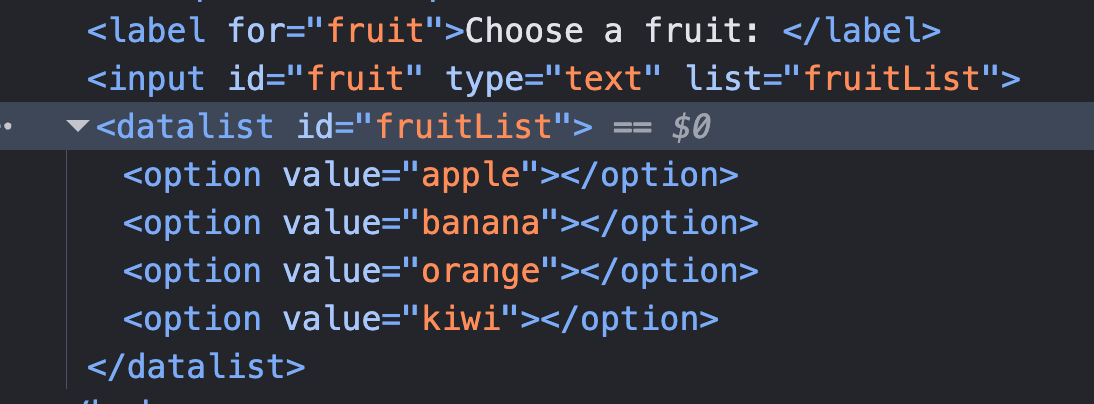 <label for="fruit">Choose a fruit: </label>
<input id="fruit" type="text" list="fruitList">
<datalist id="fruitList"> == $0
<option value="apple"></option>
<option value="banana"></option>
<option value="orange"></option>
<option value="kiwi"></option>
</datalist>